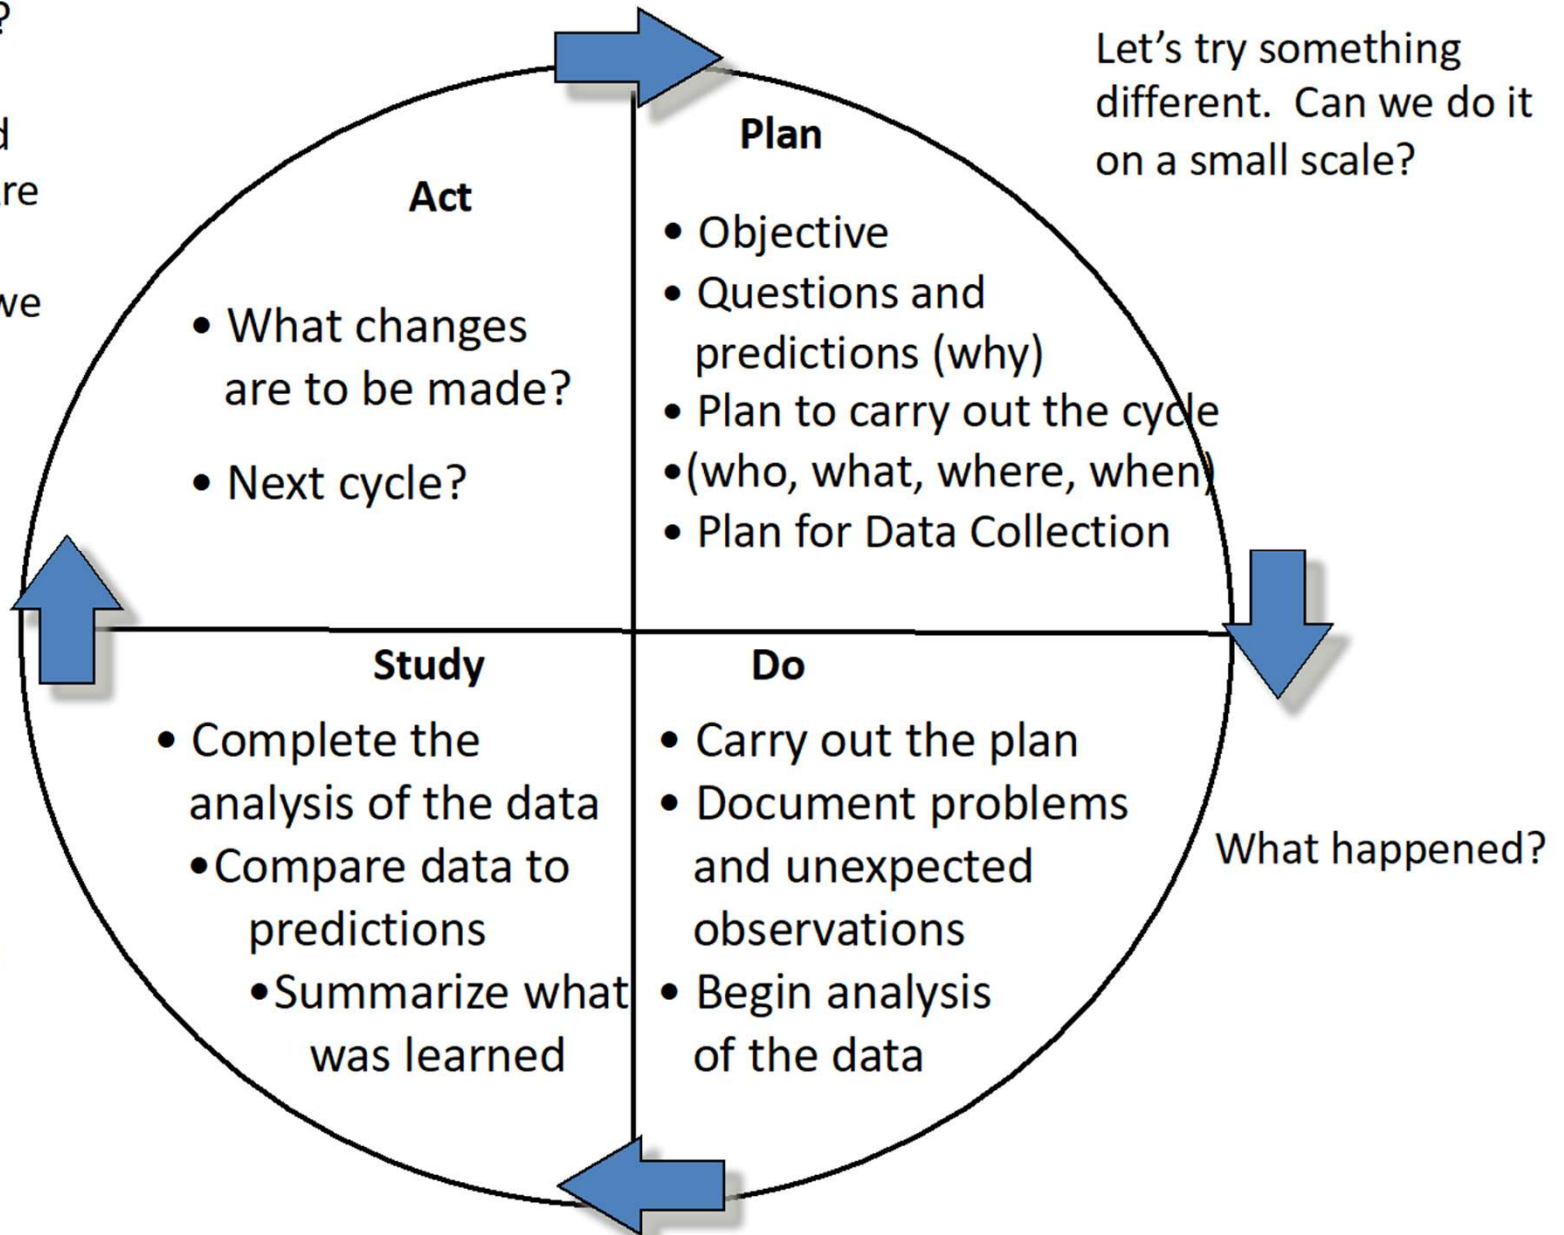 ?
d
re
we
Let’s try something
different.  Can we do it
on a small scale?
Act
• What changes
are to be made?
• Next cycle?
Plan
• Objective
• Questions and
predictions (why)
• Plan to carry out the cycle
•(who, what, where, when)
• Plan for Data Collection
Study
• Complete the
analysis of the data
•Compare data to
predictions
•Summarize what
was learned
Do
• Carry out the plan
• Document problems
and unexpected
observations
• Begin analysis
of the data
What happened?